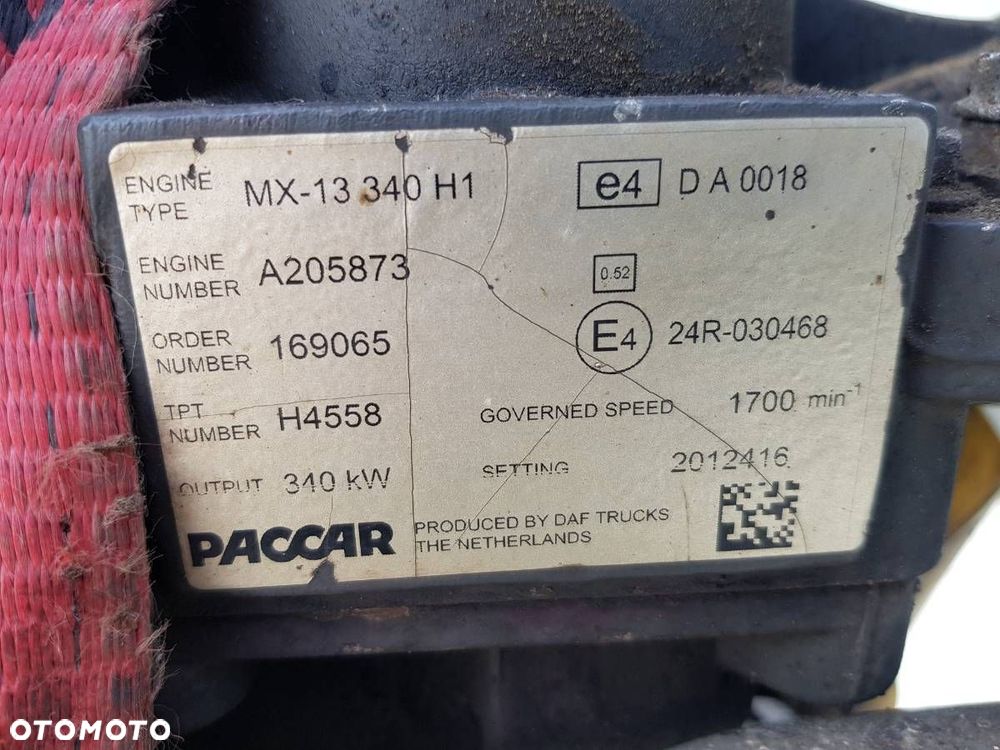 ENGINE TYPE MX-13 340 H1 e4 D A 0018
ENGINE NUMBER A205873 0.52
ORDER NUMBER 169065 E4 24R-030468
TPT NUMBER H4558 GOVERNED SPEED 1700 min-1
OUTPUT 340 kW SETTING 2012416
PACCAR PRODUCED BY DAF TRUCKS
THE NETHERLANDS
OTOMOTO